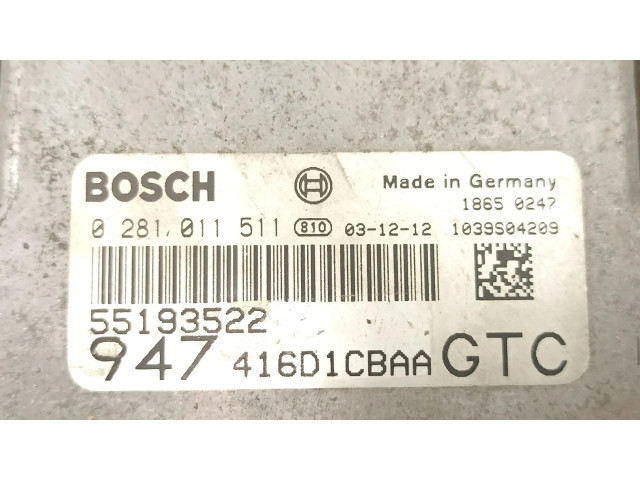 BOSCH
Made in Germany
1865 0247
0 281 011 511 810 03-12-12 1039S04209
55193522
947 416D1CBAA GTC